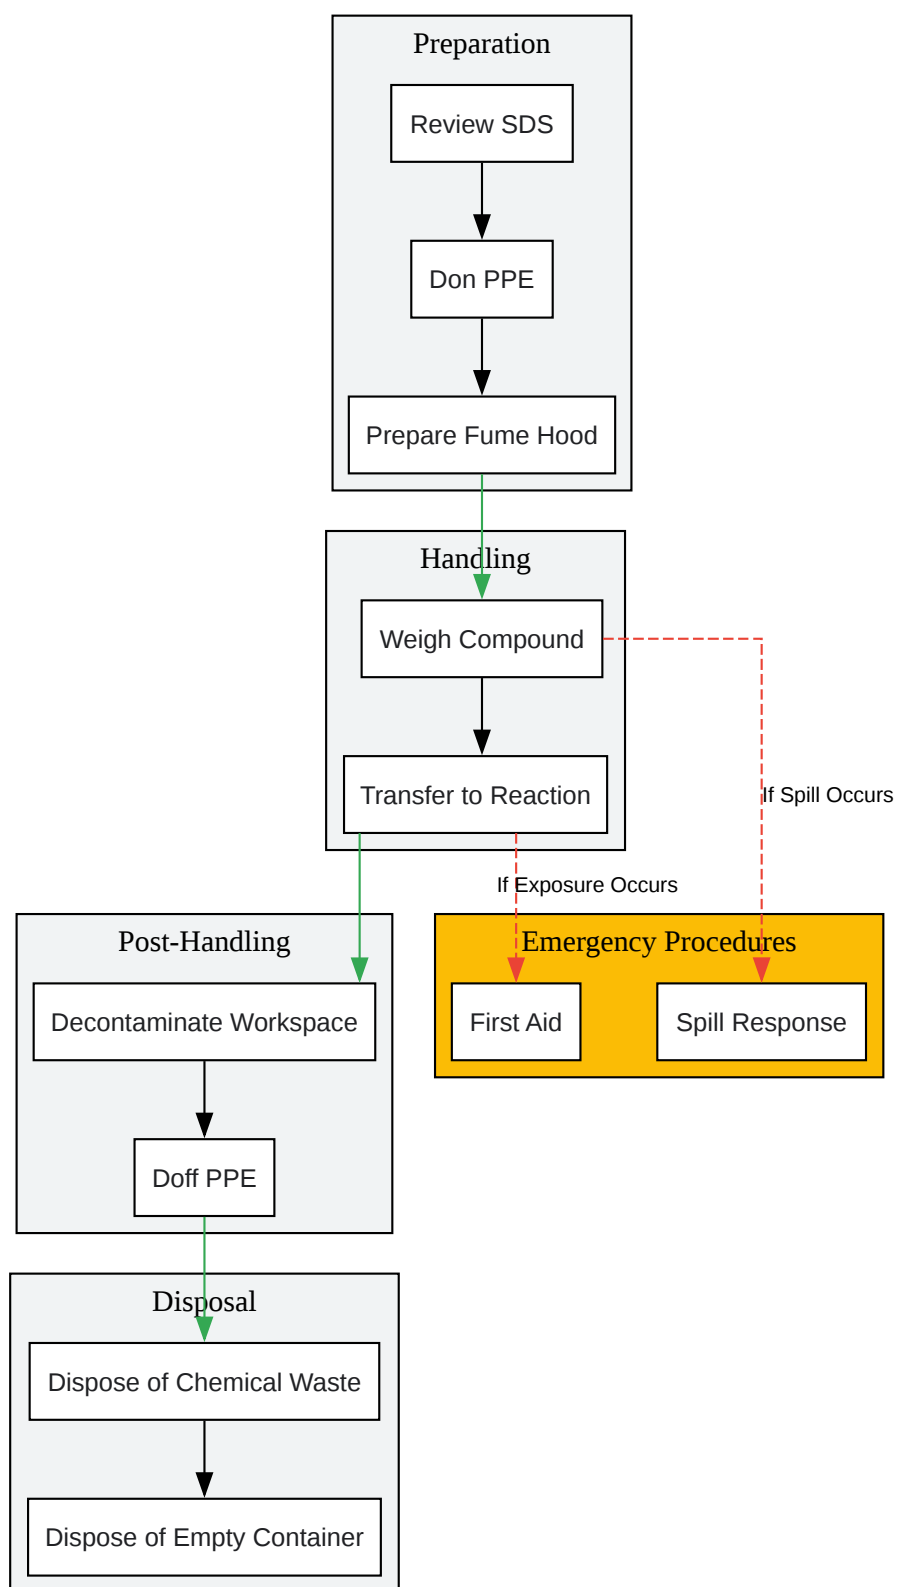 Preparation
Review SDS
Don PPE
Prepare Fume Hood
Handling
Weigh Compound
Transfer to Reaction
If Spill Occurs
If Exposure Occurs
Post-Handling
Decontaminate Workspace
Doff PPE
Emergency Procedures
First Aid
Spill Response
Disposal
Dispose of Chemical Waste
Dispose of Empty Container